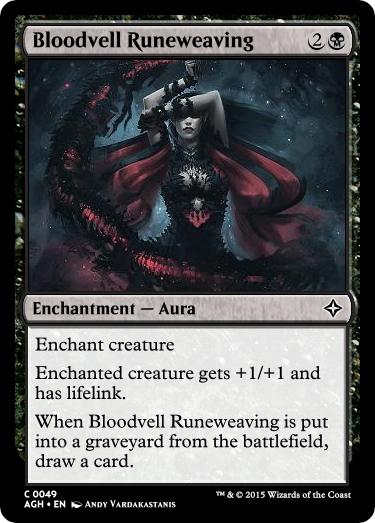 Bloodvell Runeweaving 2
Enchantment — Aura
Enchant creature
Enchanted creature gets +1/+1 and
has lifelink.
When Bloodvell Runeweaving is put
into a graveyard from the battlefield,
draw a card.
C 0049
AGH • EN Andy Vardakastanis
™ & © 2015 Wizards of the Coast